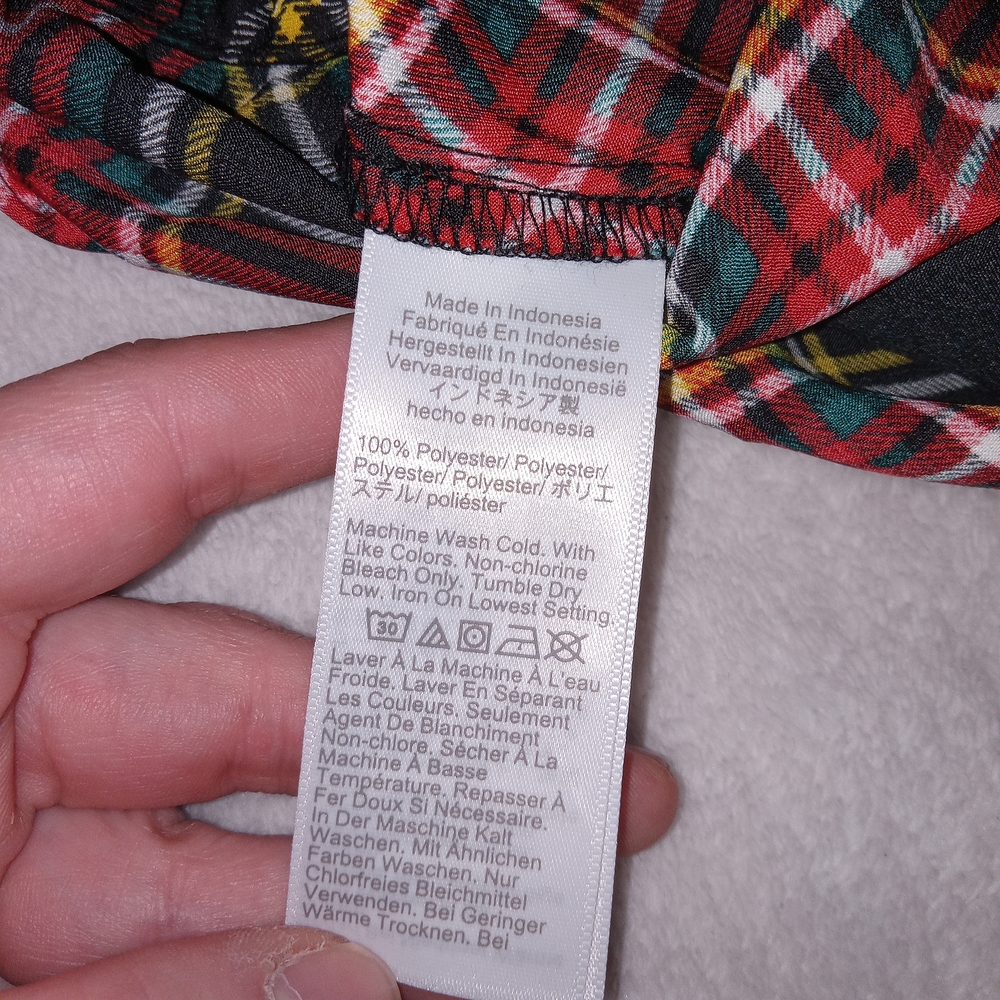 Made In Indonesia
Fabriqué En Indonésie
Hergestellt In Indonesien
Vervaardigd In Indonesië
インドネシア製
hecho en indonesia
100% Polyester/ Polyester/
Polyester/ Polyester/ ポリエ
ステル/ poliéster
Machine Wash Cold. With
Like Colors. Non-chlorine
Bleach Only. Tumble Dry
Low. Iron On Lowest Setting.
30
Laver À La Machine À L'eau
Froide. Laver En Séparant
Les Couleurs. Seulement
Agent De Blanchiment
Non-chlore. Sécher À La
Machine À Basse
Température. Repasser À
Fer Doux Si Nécessaire.
In Der Maschine Kalt
Waschen. Mit Ähnlichen
Farben Waschen. Nur
Chlorfreies Bleichmittel
Verwenden. Bei Geringer
Wärme Trocknen. Bei